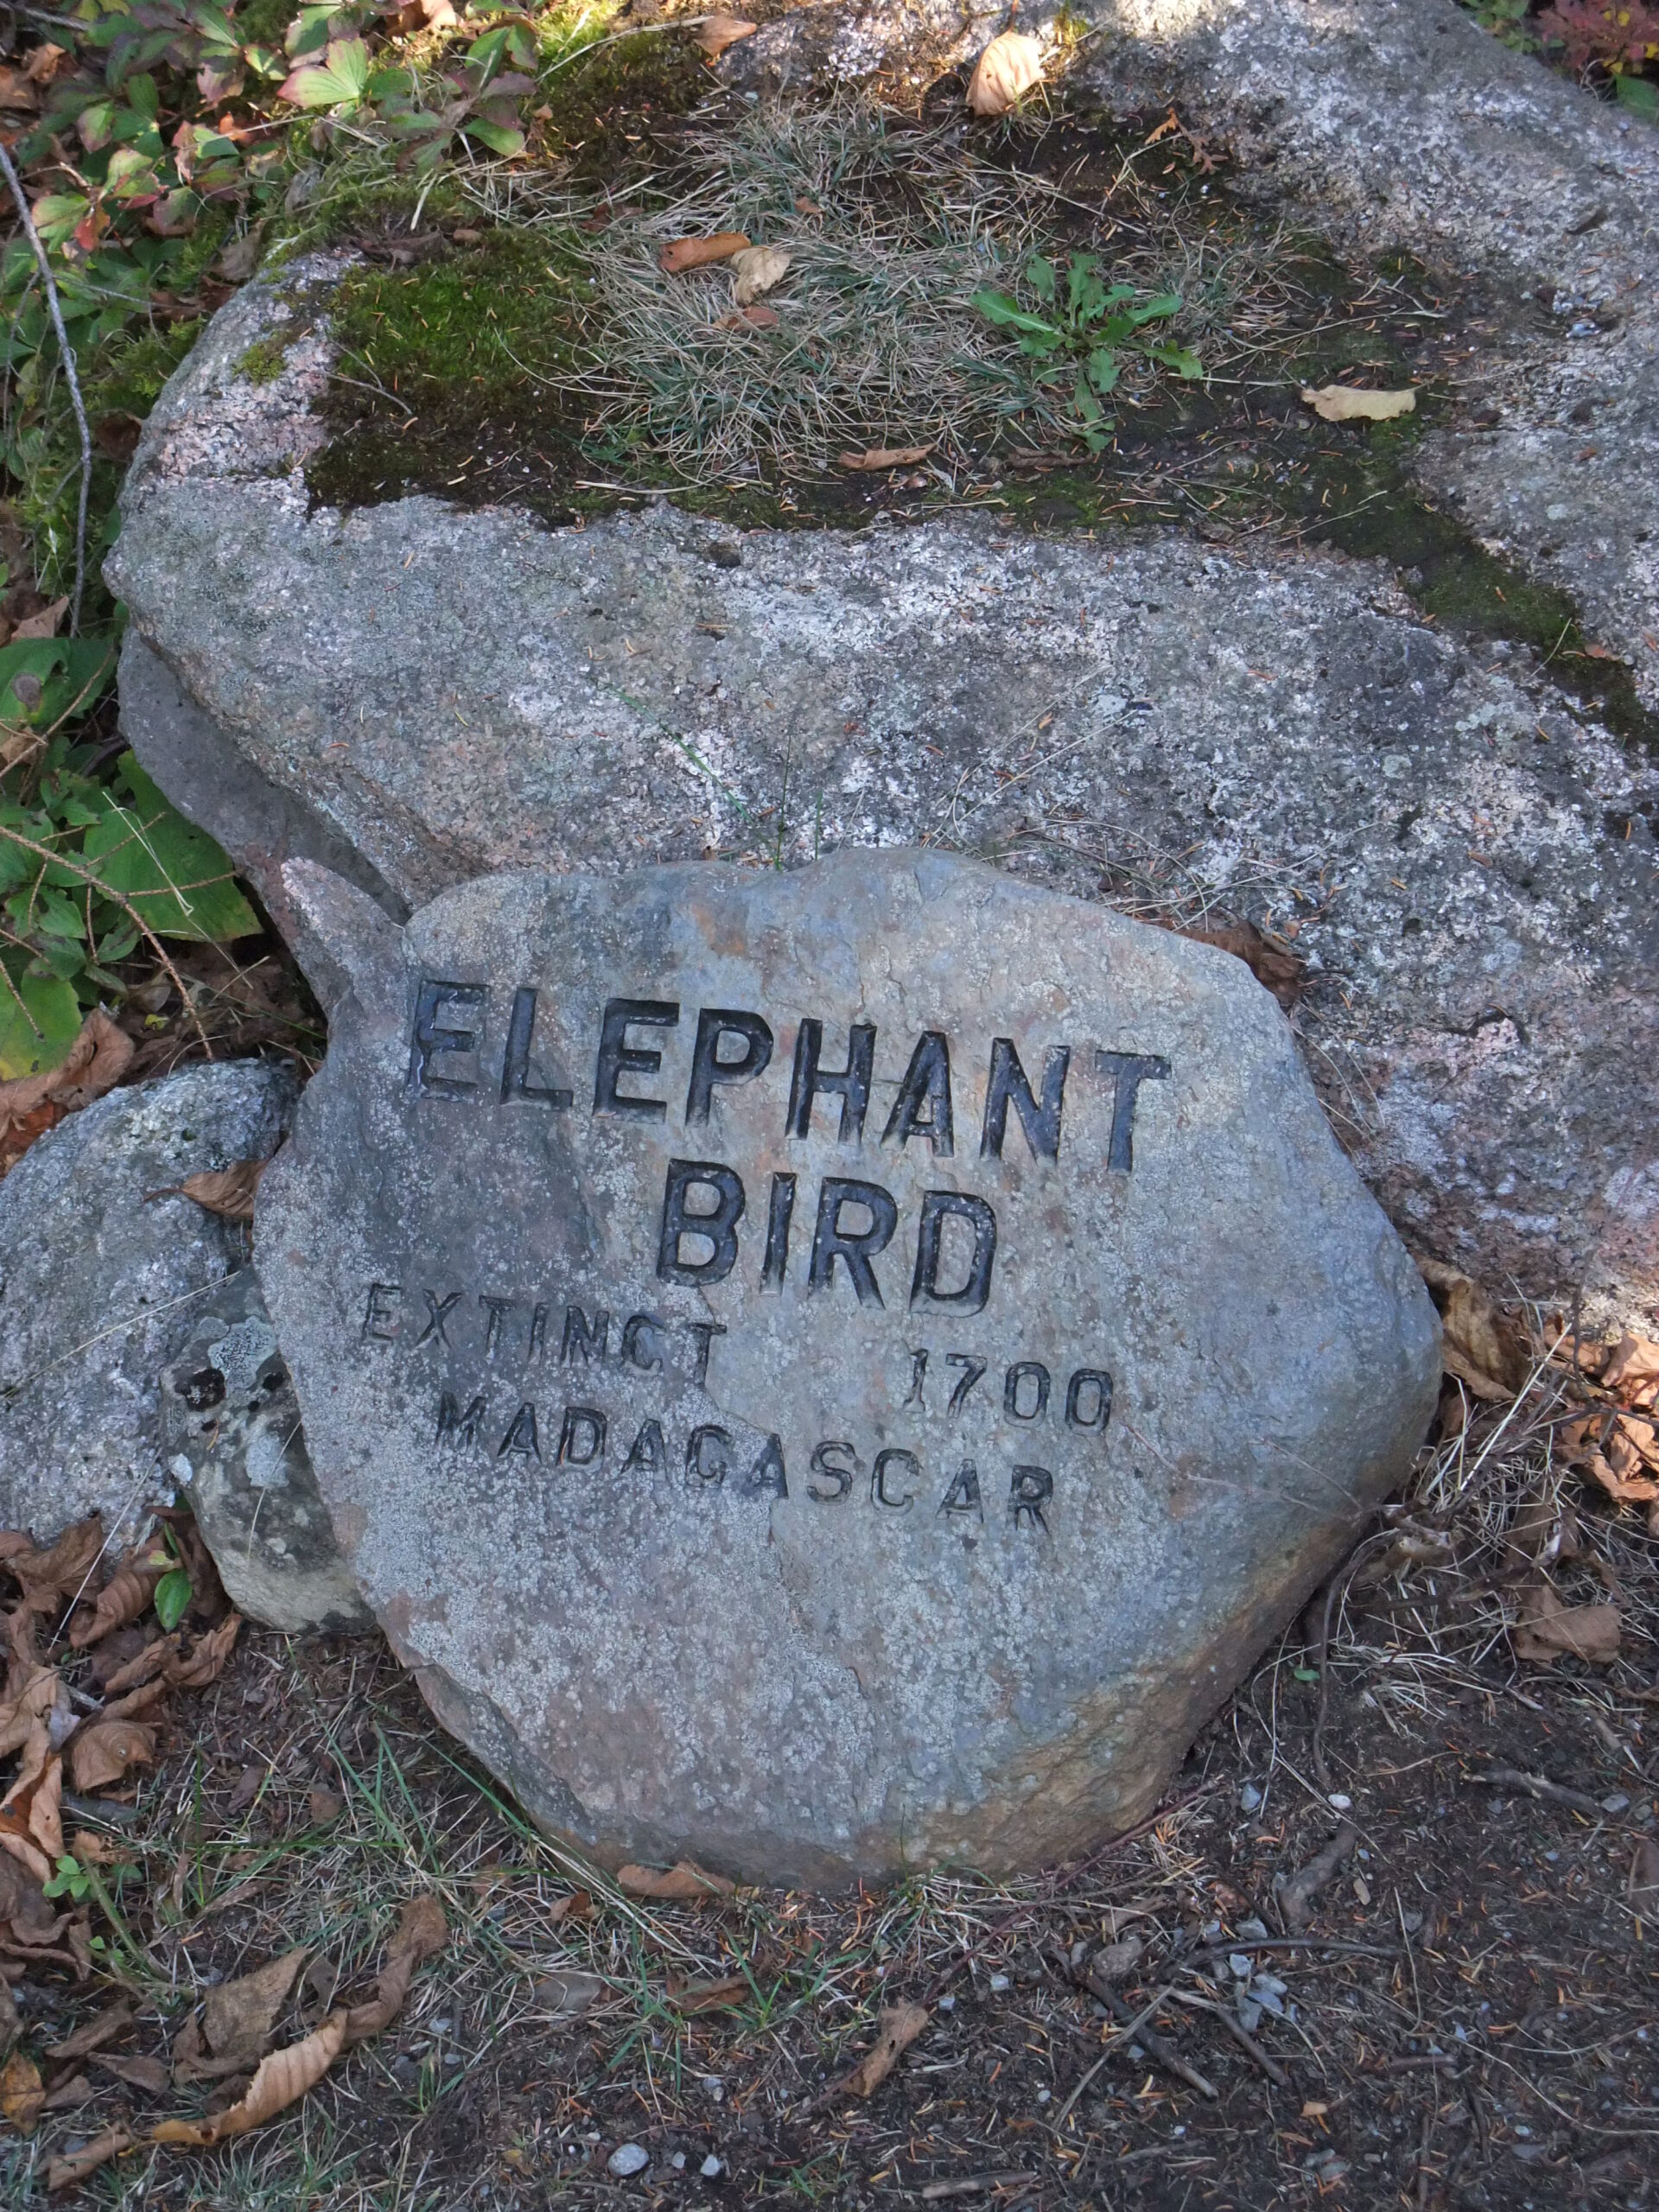 ELEPHANT
BIRD
EXTINCT 1700
MADAGASCAR